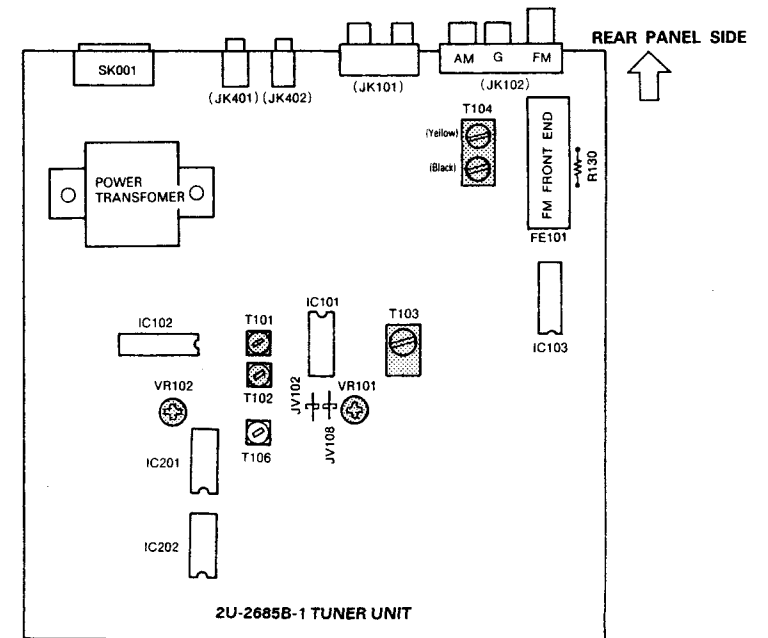 REAR PANEL SIDE
AM G FM
SK001
(JK401) (JK402) (JK101) (JK102)
T104
(Yellow)
(Black)
FM FRONT END
R130
FE101
POWER
TRANSFOMER
IC101
IC102
T101
T103
IC103
T102
VR102
JV102
VR101
JV108
T106
IC201
IC202
2U-2685B-1 TUNER UNIT